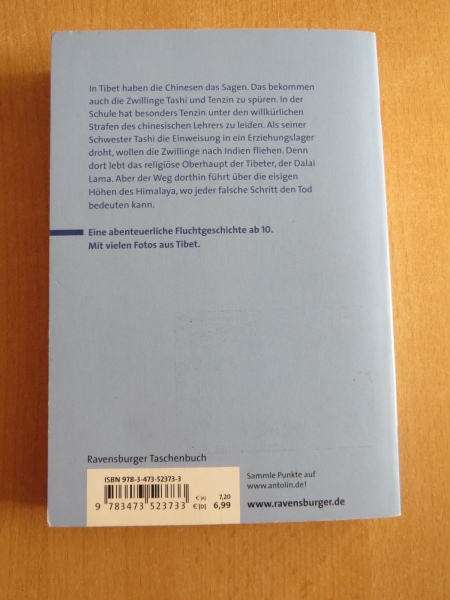 In Tibet haben die Chinesen das Sagen. Das bekommen
auch die Zwillinge Tashi und Tenzin zu spüren. In der
Schule hat besonders Tenzin unter den willkürlichen
Strafen des chinesischen Lehrers zu leiden. Als seiner
Schwester Tashi die Einweisung in ein Erziehungslager
droht, wollen die Zwillinge nach Indien fliehen. Denn
dort lebt das religiöse Oberhaupt der Tibeter, der Dalai
Lama. Aber der Weg dorthin führt über die eisigen
Höhen des Himalaya, wo jeder falsche Schritt den Tod
bedeuten kann.
Eine abenteuerliche Fluchtgeschichte ab 10.
Mit vielen Fotos aus Tibet.
Ravensburger Taschenbuch
ISBN 978-3-473-52373-3
€ [A] 7,20
9 783473 523733 € [D] 6,99
Sammle Punkte auf
www.antolin.de!
www.ravensburger.de